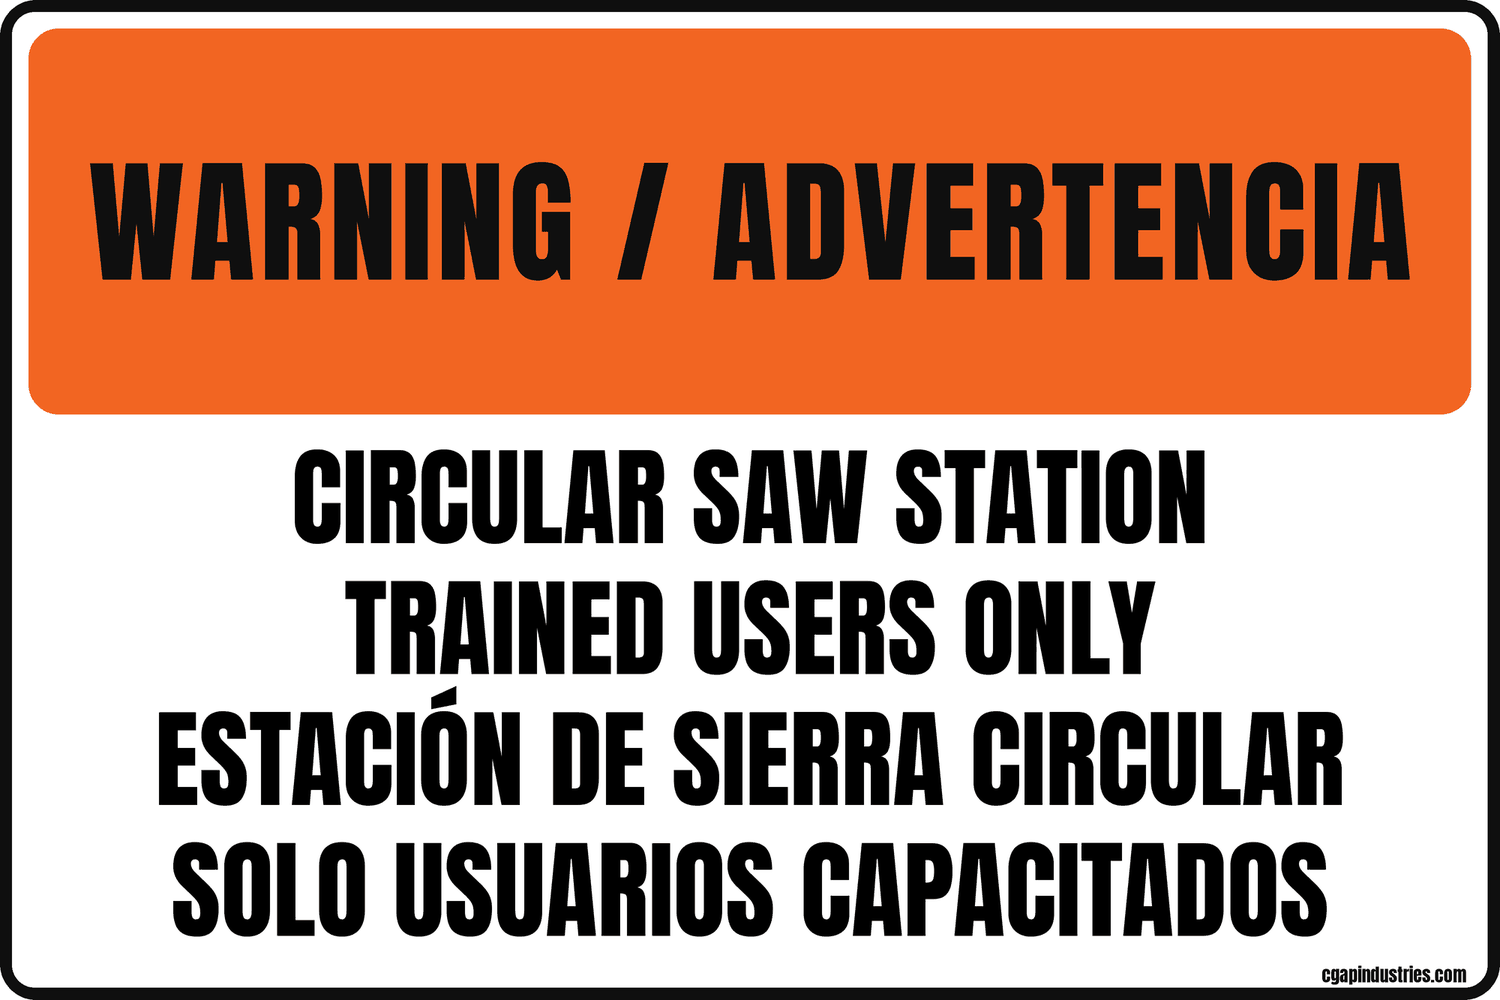 WARNING / ADVERTENCIA
CIRCULAR SAW STATION
TRAINED USERS ONLY
ESTACIÓN DE SIERRA CIRCULAR
SOLO USUARIOS CAPACITADOS
cgapindustries.com